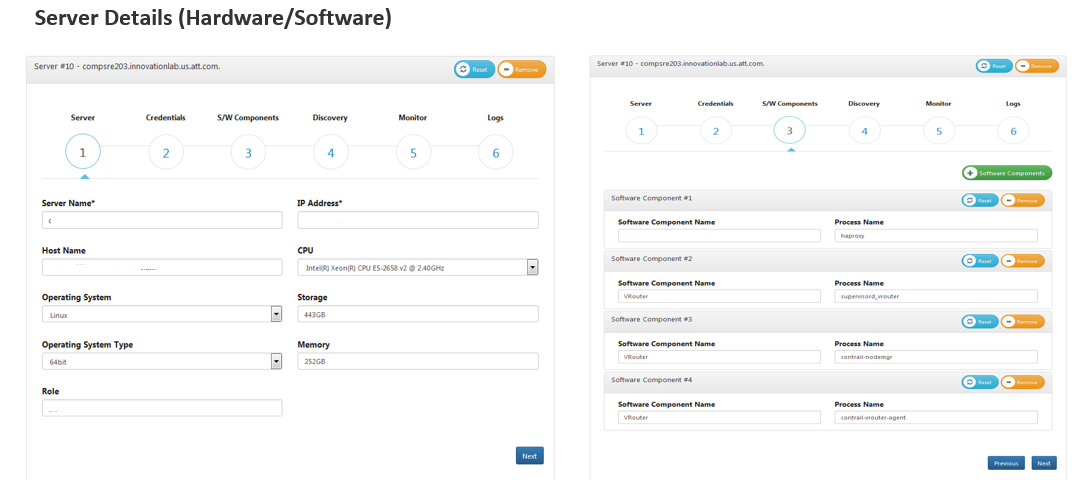 Server Details (Hardware/Software)
Server #10 - compsre203.innovationlab.us.att.com.
Reset
Remove
Server
Credentials
S/W Components
Discovery
Monitor
Logs
1
2
3
4
5
6
Server Name*
IP Address*
c
Host Name
CPU
Intel(R) Xeon(R) CPU E5-2658 v2 @ 2.40GHz
Operating System
Storage
Linux
443GB
Operating System Type
Memory
64bit
252GB
Role
Next
Server #10 - compsre203.innovationlab.us.att.com.
Reset
Remove
Server
Credentials
S/W Components
Discovery
Monitor
Logs
1
2
3
4
5
6
Software Components
Software Component #1
Reset
Remove
Software Component Name
Process Name
haproxy
Software Component #2
Reset
Remove
Software Component Name
Process Name
VRouter
supervisord_vrouter
Software Component #3
Reset
Remove
Software Component Name
Process Name
VRouter
contrail-nodemgr
Software Component #4
Reset
Remove
Software Component Name
Process Name
VRouter
contrail-vrouter-agent
Previous
Next